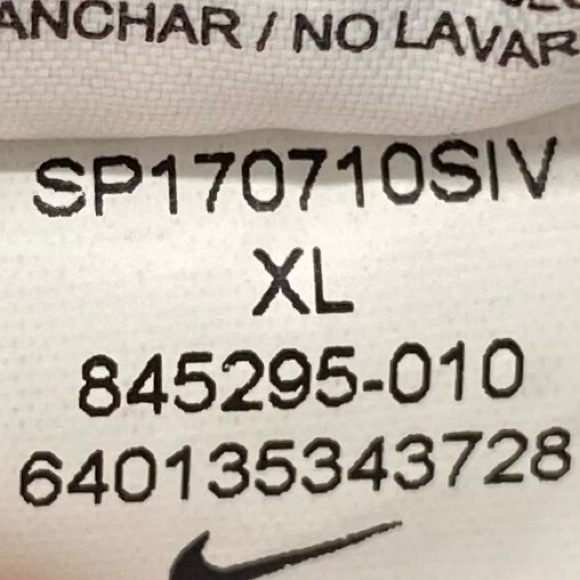 ANCHAR / NO LAVAR
SP170710SIV
XL
845295-010
640135343728